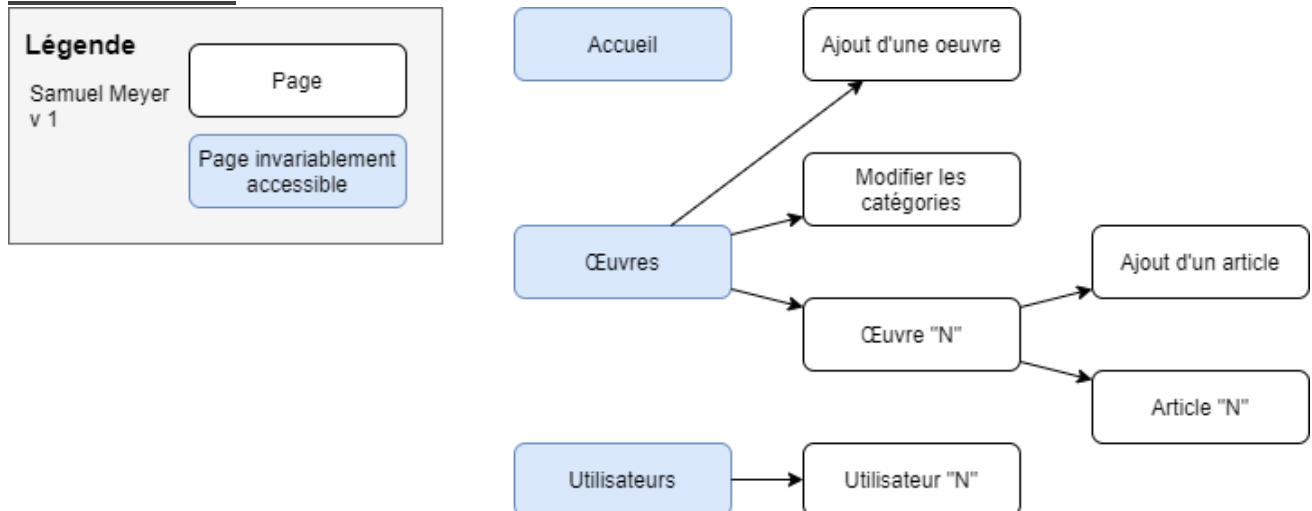 Légende
Samuel Meyer
v 1
Page
Page invariablement
accessible
Accueil
Ajout d'une oeuvre
Modifier les
catégories
Œuvres
Ajout d'un article
Œuvre "N"
Article "N"
Utilisateurs
Utilisateur "N"